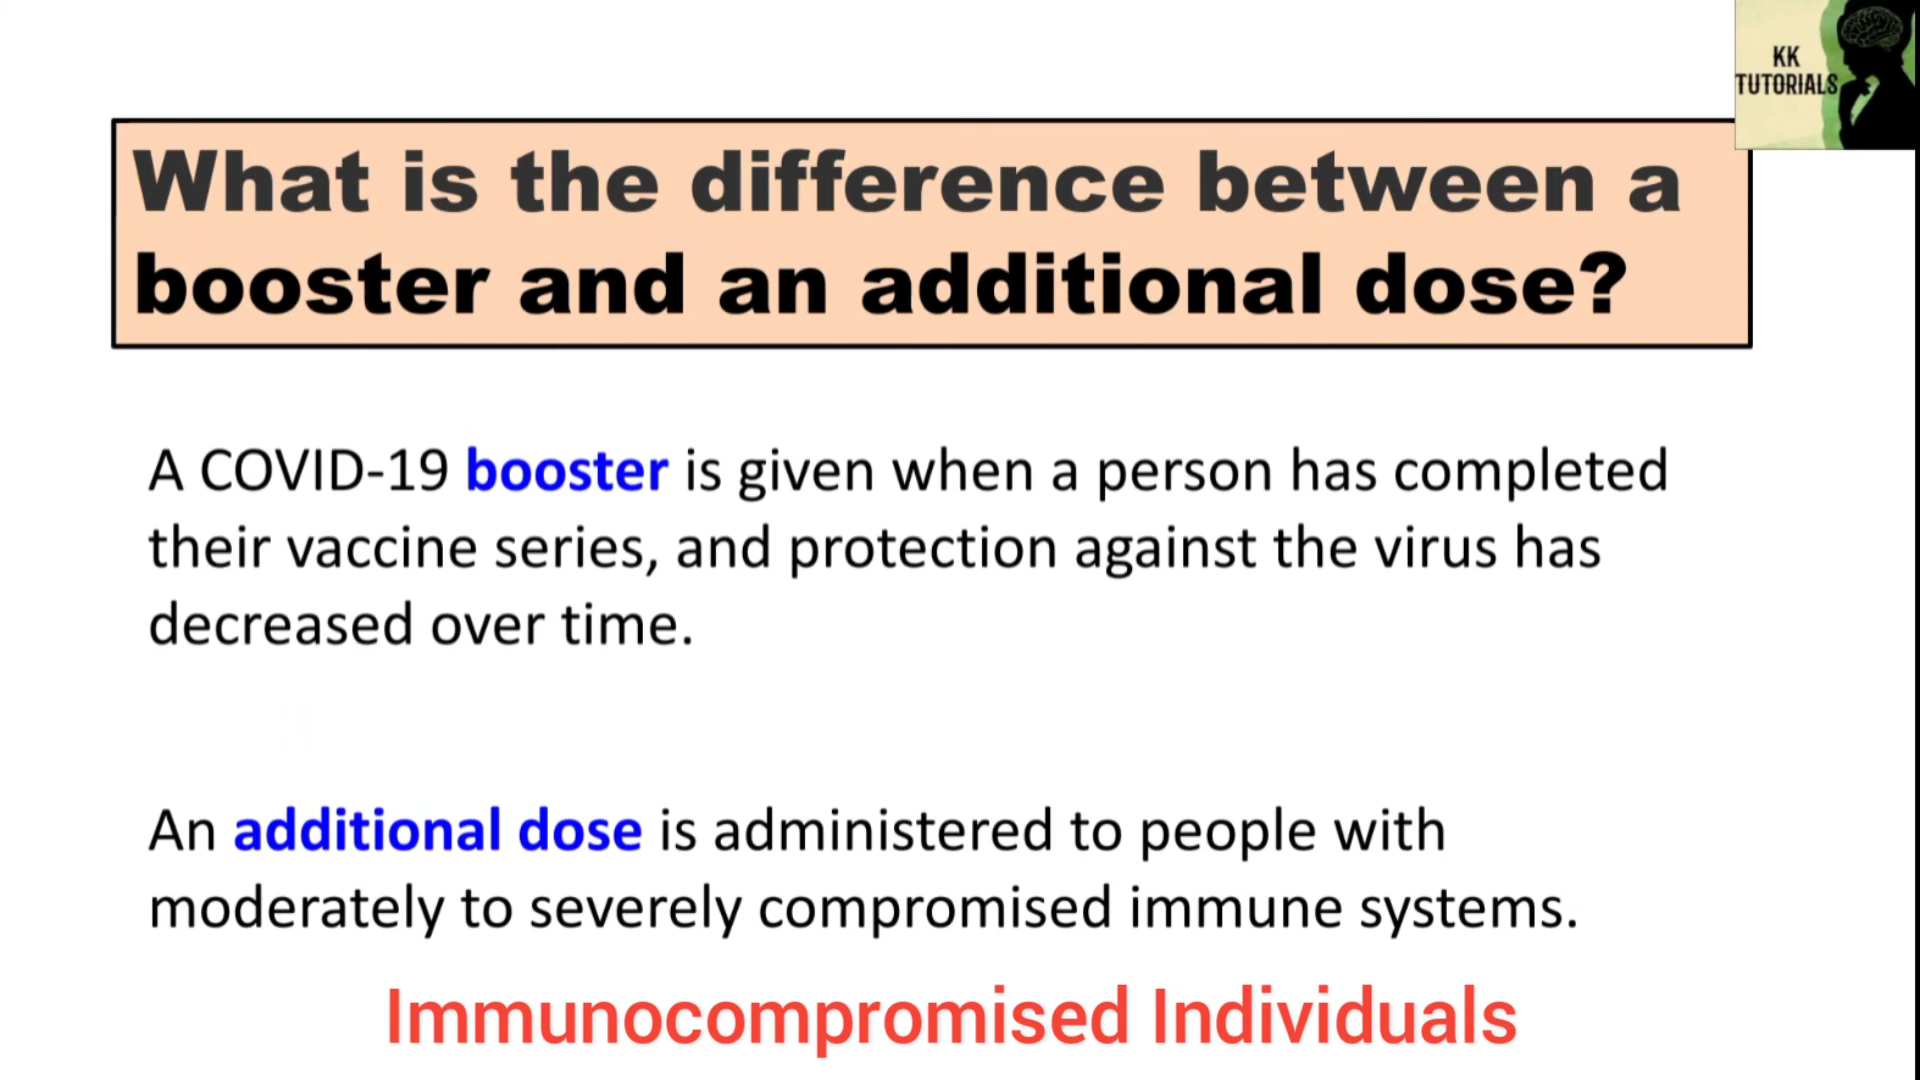 KK
TUTORIALS
What is the difference between a
booster and an additional dose?
A COVID-19 booster is given when a person has completed
their vaccine series, and protection against the virus has
decreased over time.
An additional dose is administered to people with
moderately to severely compromised immune systems.
Immunocompromised Individuals